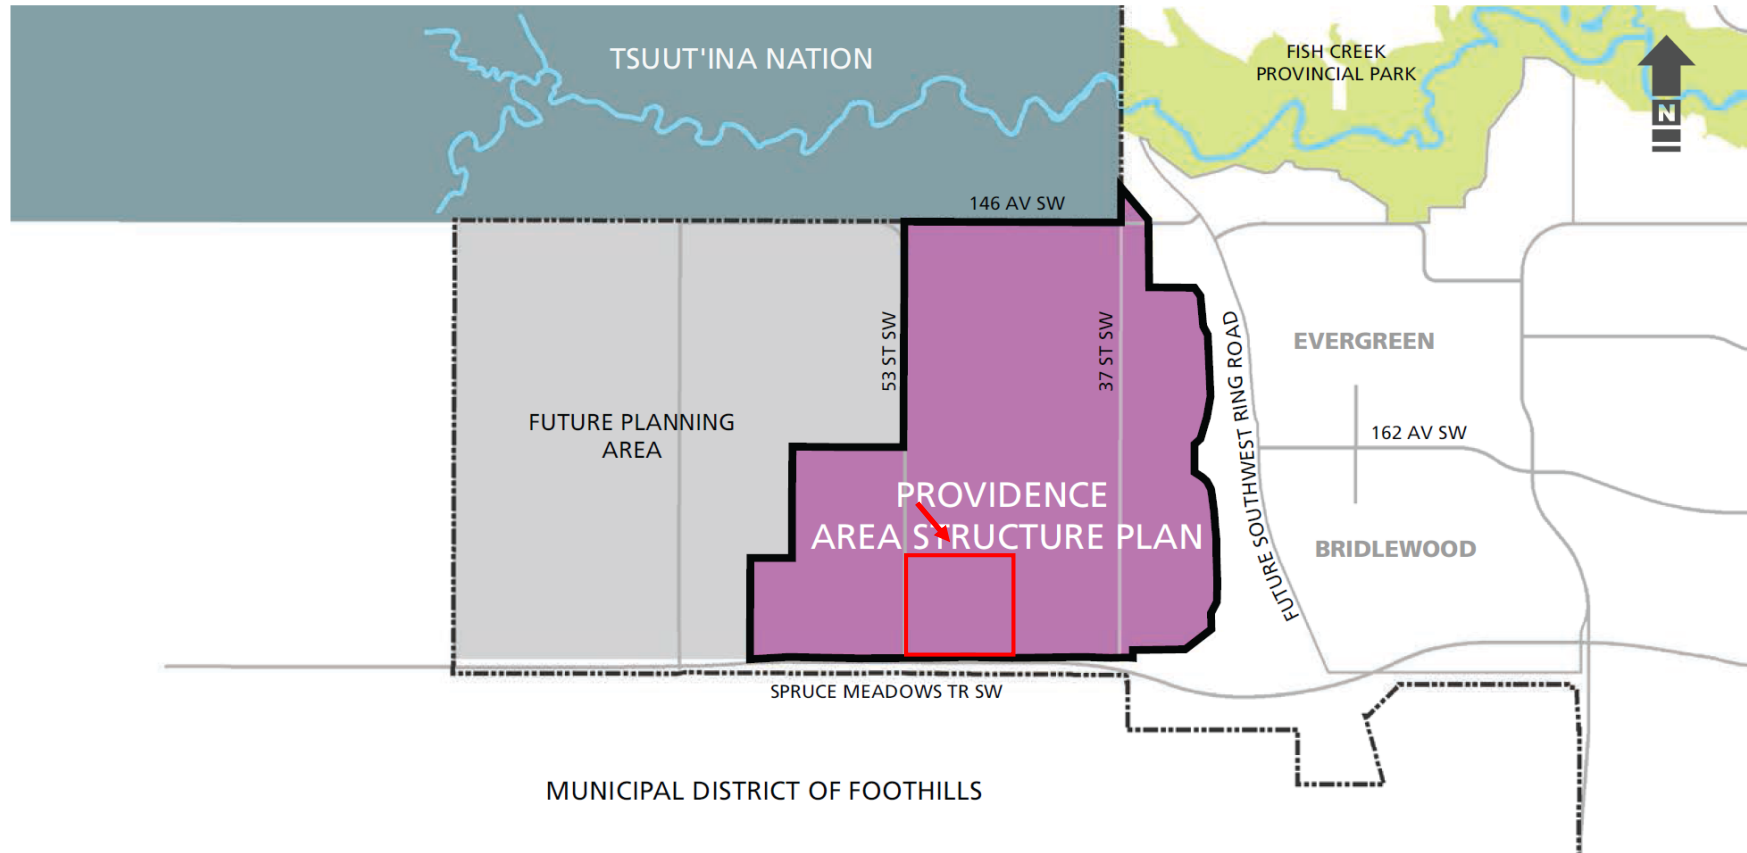 TSUUT'INA NATION
FISH CREEK
PROVINCIAL PARK
N
146 AV SW
53 ST SW
37 ST SW
FUTURE SOUTHWEST RING ROAD
EVERGREEN
FUTURE PLANNING
AREA
162 AV SW
PROVIDENCE
AREA STRUCTURE PLAN
BRIDLEWOOD
SPRUCE MEADOWS TR SW
MUNICIPAL DISTRICT OF FOOTHILLS